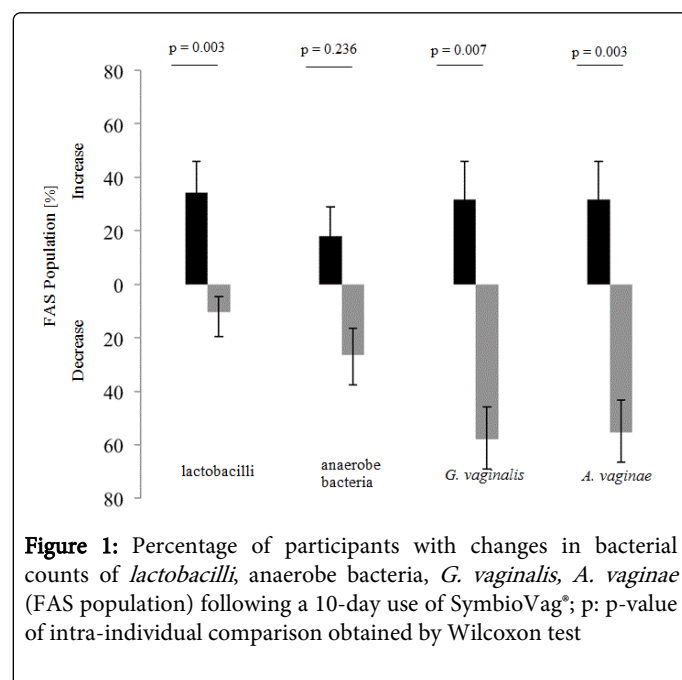 p = 0.003 p = 0.236 p = 0.007 p = 0.003
80
60
40
20
0
20
40
60
80
FAS Population [%]
Increase
Decrease
lactobacilli
anaerobe
bacteria
G. vaginalis
A. vaginae
Figure 1: Percentage of participants with changes in bacterial
counts of lactobacilli, anaerobe bacteria, G. vaginalis, A. vaginae
(FAS population) following a 10-day use of SymbioVag®; p: p-value
of intra-individual comparison obtained by Wilcoxon test